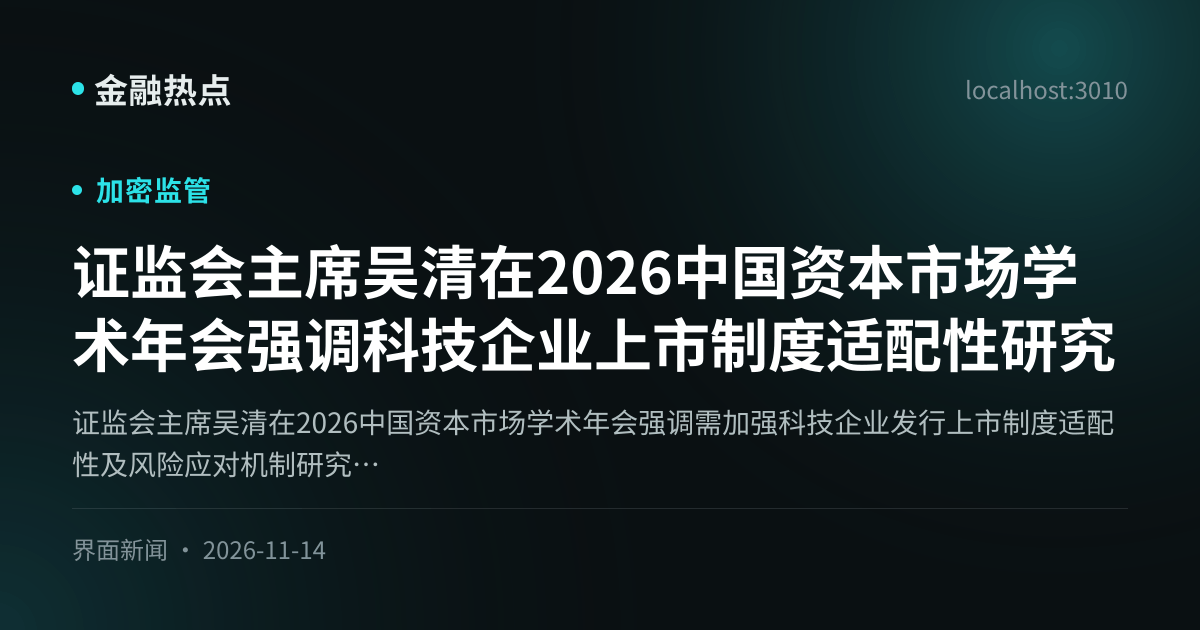 金融热点
localhost:3010
加密监管
证监会主席吴清在2026中国资本市场学
术年会强调科技企业上市制度适配性研究
证监会主席吴清在2026中国资本市场学术年会强调需加强科技企业发行上市制度适配
性及风险应对机制研究…
界面新闻 • 2026-11-14